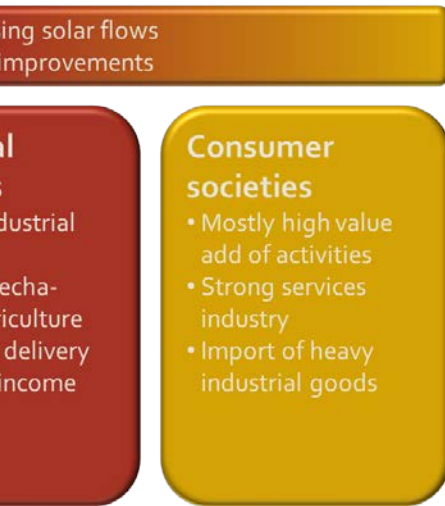 sing solar flows
improvements
al
s
dustrial
echa-
riculture
delivery
income
Consumer
societies
• Mostly high value
add of activities
• Strong services
industry
• Import of heavy
industrial goods